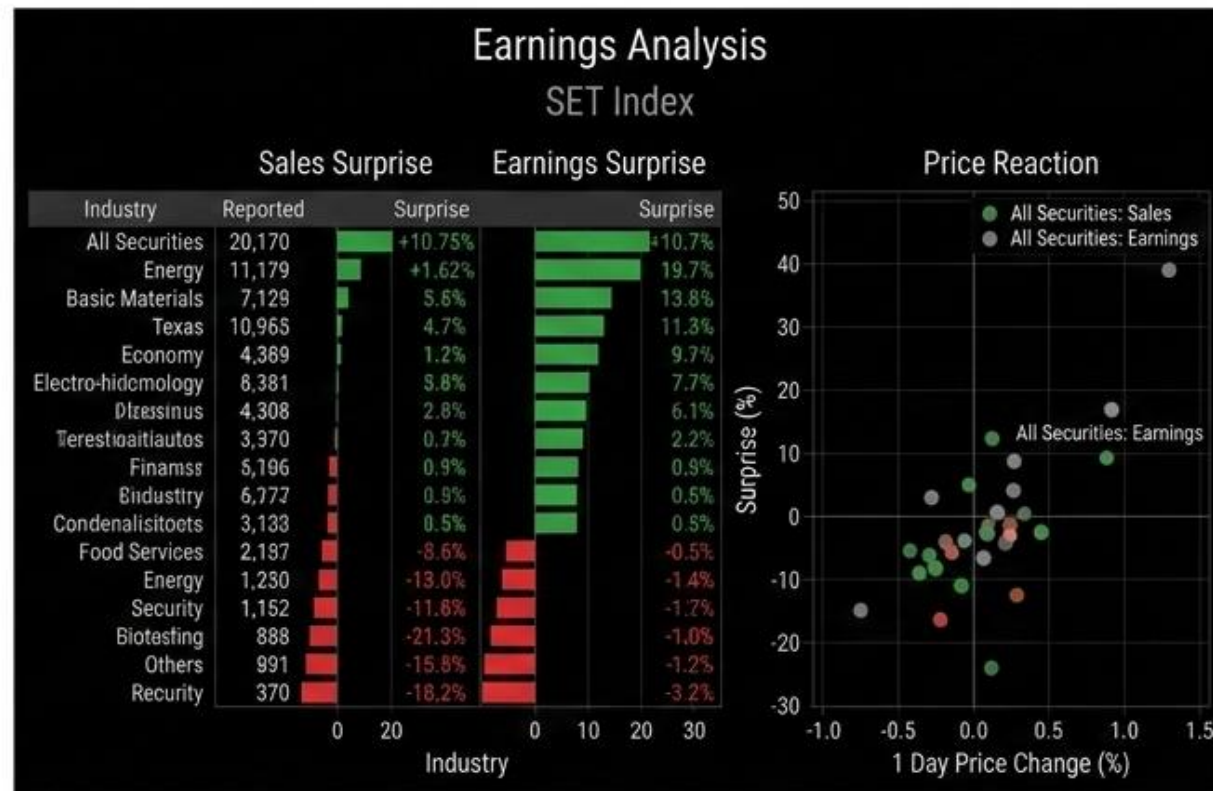 Earnings Analysis
SET Index
Sales Surprise Earnings Surprise
Industry Reported Surprise Surprise
All Securities 20,170 +10.75% +10.7%
Energy 11,179 +1.62% 19.7%
Basic Materials 7,129 5.6% 13.8%
Texas 10,965 4.7% 11.3%
Economy 4,389 1.2% 9.7%
8,381 5.8% 7.7%
4,308 2.8% 6.1%
3,970 0.7% 2.2%
5,196 0.9% 0.9%
0.9% 0.5%
3,133 0.5% 0.5%
Food Services 2,197 -8.6% -0.5%
Energy 1,230 -13.0% -1.4%
Security 1,152 -11.8% -1.7%
Biotesting 888 -21.3% -1.0%
Others 991 -15.8% -1.2%
Recurity 370 -18.2% -3.2%
0 20 0 10 20 30
Industry
Price Reaction
All Securities: Sales
All Securities: Earnings
All Securities: Earnings
Surprise (%)
50
40
30
20
10
0
-10
-20
-30
-1.0 -0.5 0.0 0.5 1.0 1.5
1 Day Price Change (%)